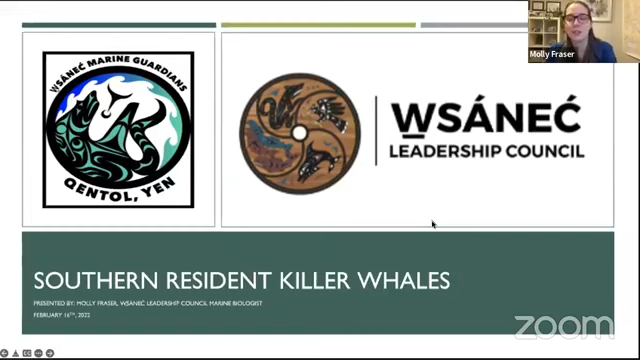 W̱SÁNEĆ MARINE GUARDIANS
QENTOL, YEN
W̱SÁNEĆ
LEADERSHIP COUNCIL
Molly Fraser
SOUTHERN RESIDENT KILLER WHALES
PRESENTED BY: MOLLY FRASER, W̱SÁNEĆ LEADERSHIP COUNCIL MARINE BIOLOGIST
FEBRUARY 16TH, 2022
zoom